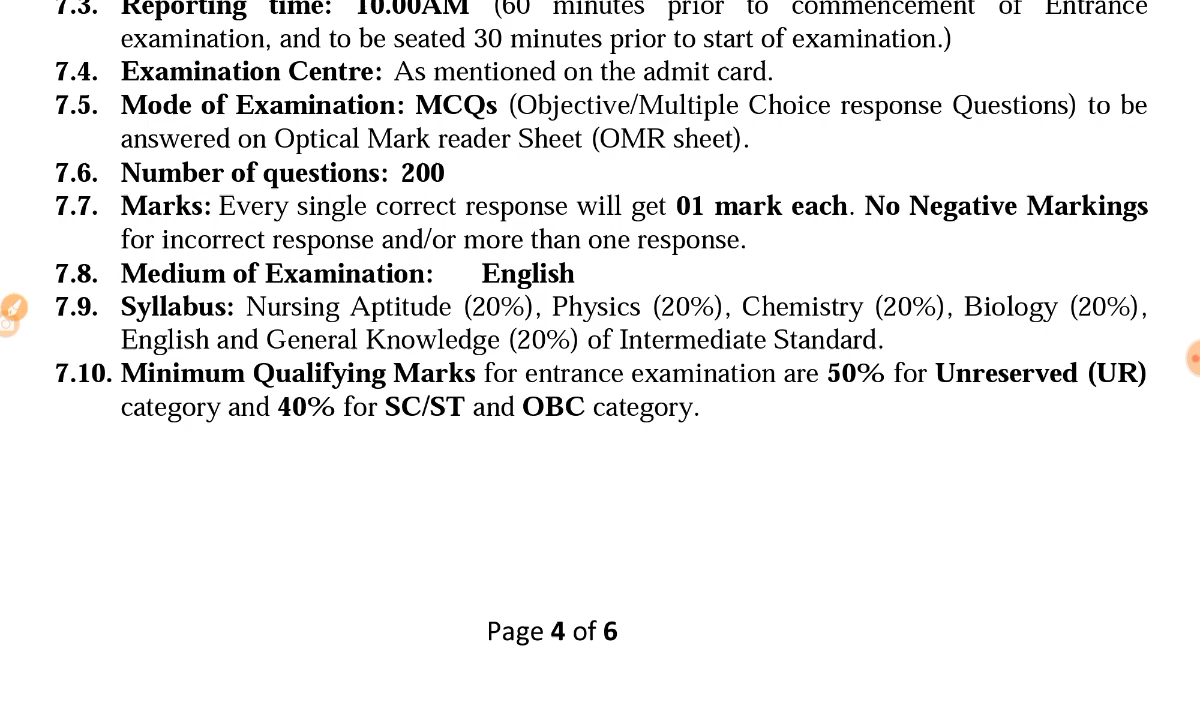 7.3. Reporting time: 10.00AM (60 minutes prior to commencement of Entrance
examination, and to be seated 30 minutes prior to start of examination.)
7.4. Examination Centre: As mentioned on the admit card.
7.5. Mode of Examination: MCQs (Objective/Multiple Choice response Questions) to be
answered on Optical Mark reader Sheet (OMR sheet).
7.6. Number of questions: 200
7.7. Marks: Every single correct response will get 01 mark each. No Negative Markings
for incorrect response and/or more than one response.
7.8. Medium of Examination: English
7.9. Syllabus: Nursing Aptitude (20%), Physics (20%), Chemistry (20%), Biology (20%),
English and General Knowledge (20%) of Intermediate Standard.
7.10. Minimum Qualifying Marks for entrance examination are 50% for Unreserved (UR)
category and 40% for SC/ST and OBC category.
Page 4 of 6